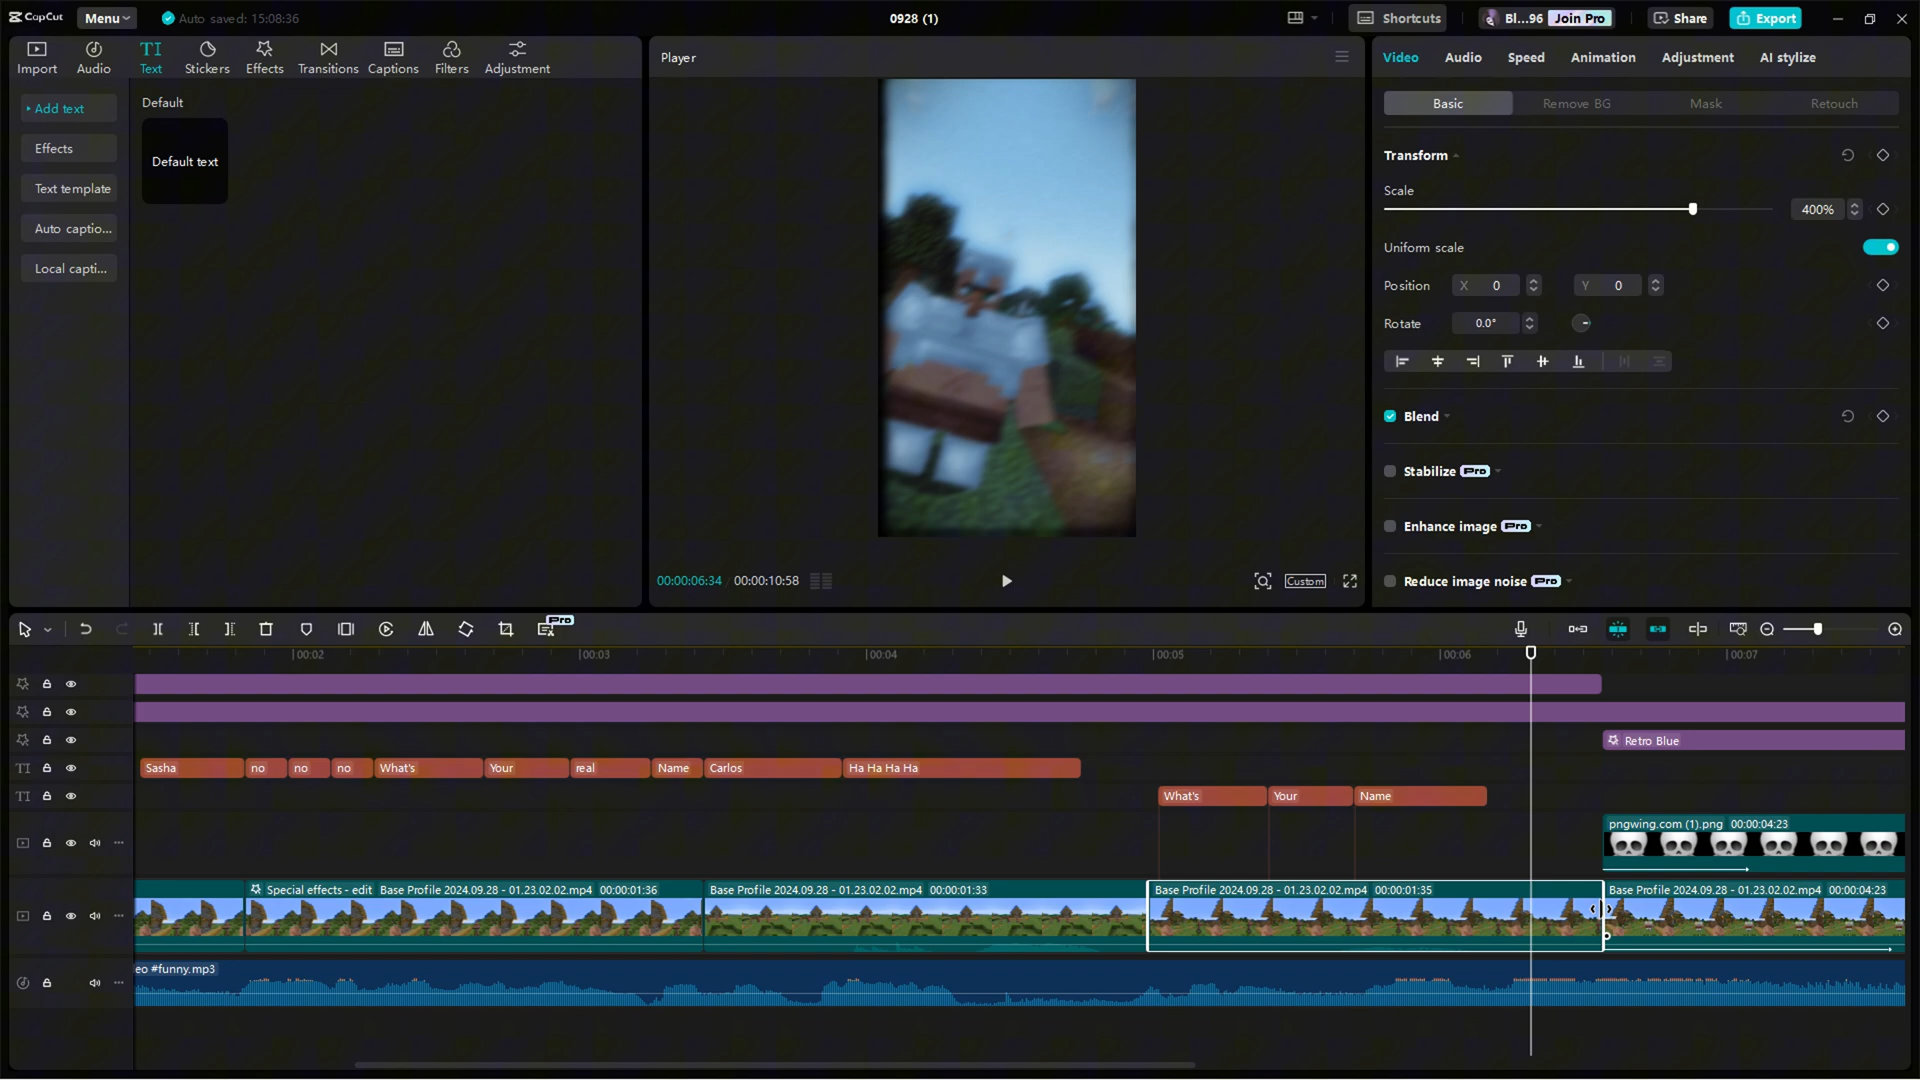 CapCut
Menu
Auto saved: 15:08:36
0928 (1)
Shortcuts
Bl...96
Join Pro
Share
Export
Import
Audio
TI
Text
Stickers
Effects
Transitions
Captions
Filters
Adjustment
Add text
Effects
Text template
Auto captio...
Local capti...
Default
Default text
Player
00:00:06:34
00:00:10:58
Custom
Video
Audio
Speed
Animation
Adjustment
AI stylize
Basic
Remove BG
Mask
Retouch
Transform
Scale
400%
Uniform scale
Position X 0 Y 0
Rotate 0.0°
Blend
Stabilize Pro
Enhance image Pro
Reduce image noise Pro
Pro
00:02
00:03
00:04
00:05
00:06
00:07
Retro Blue
TI
Sasha
no
no
no
What's
Your
real
Name
Carlos
Ha Ha Ha Ha
TI
What's
Your
Name
pngwing.com (1).png 00:00:04:23
Special effects - edit Base Profile 2024.09.28 - 01.23.02.02.mp4 00:00:01:36
Base Profile 2024.09.28 - 01.23.02.02.mp4 00:00:01:33
Base Profile 2024.09.28 - 01.23.02.02.mp4 00:00:01:35
Base Profile 2024.09.28 - 01.23.02.02.mp4 00:00:04:23
eo #funny.mp3